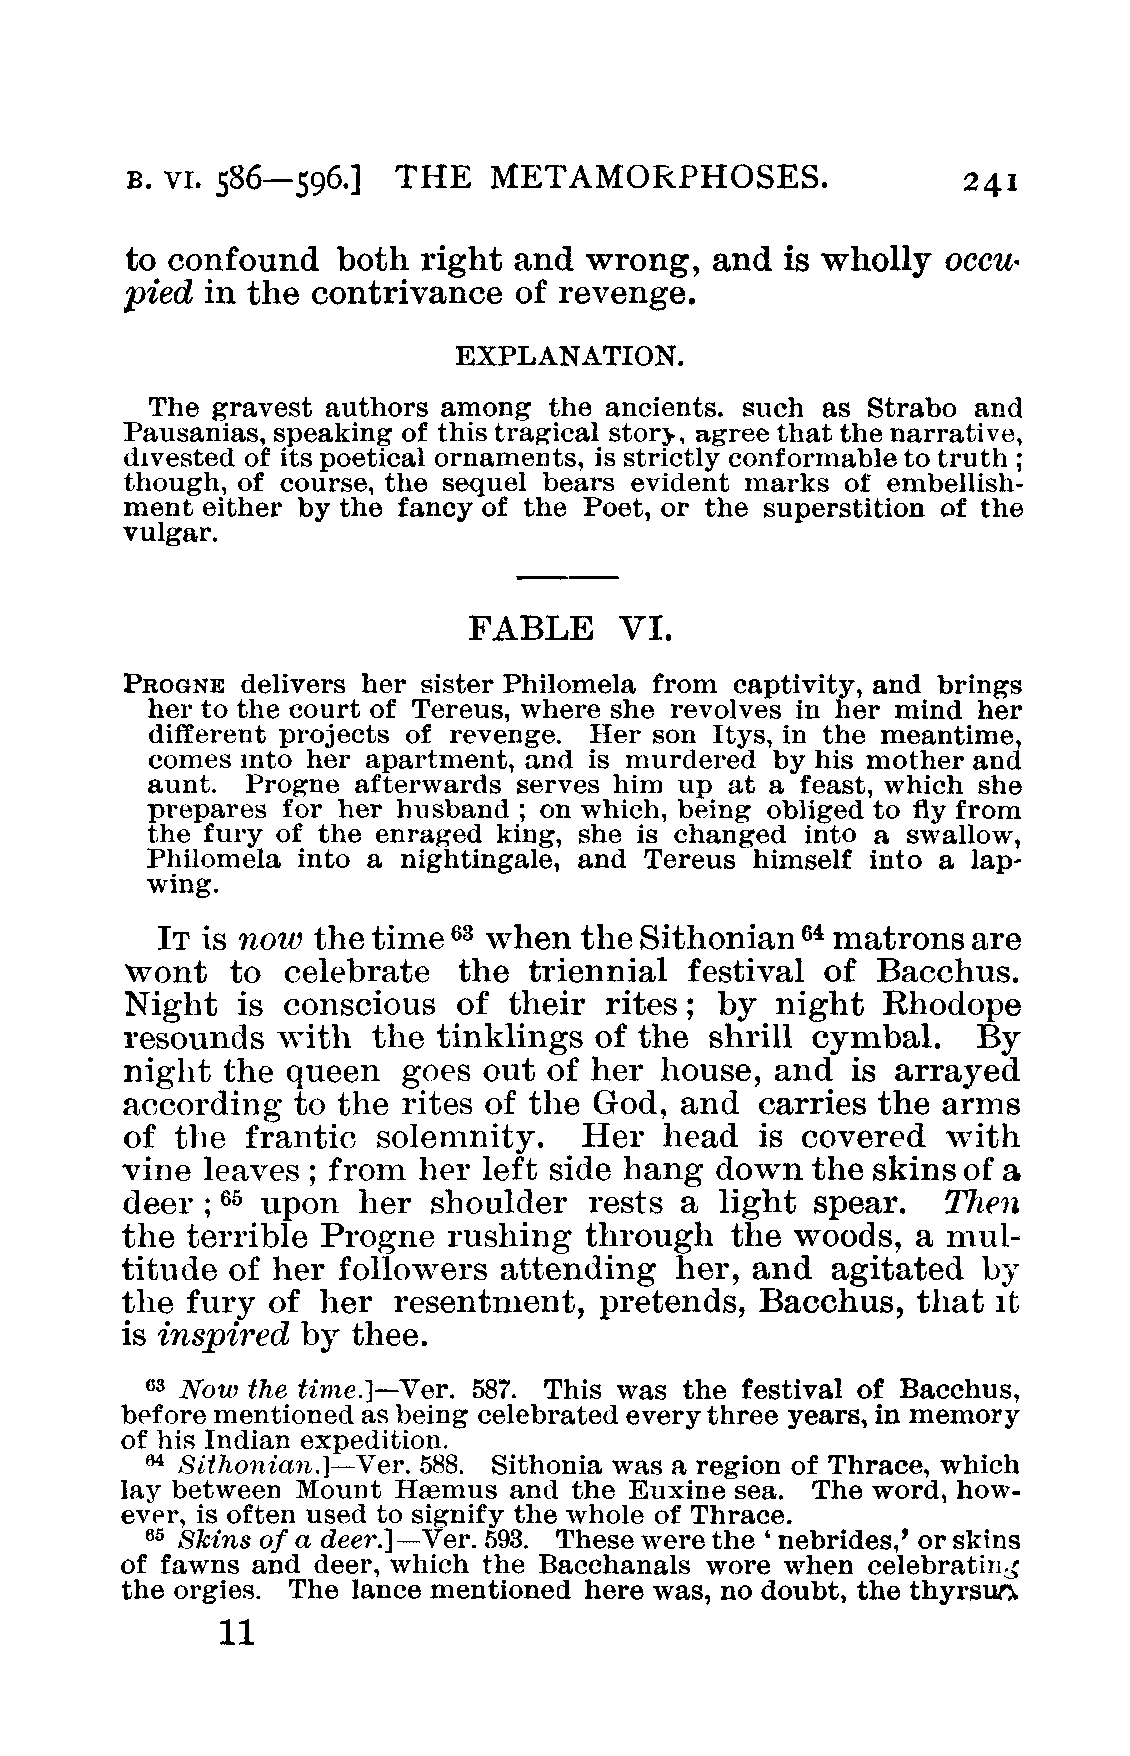 B. VI. 586—596.] THE METAMORPHOSES. 241
to confound both right and wrong, and is wholly occu-
pied in the contrivance of revenge.
EXPLANATION.
The gravest authors among the ancients. such as Strabo and
Pausanias, speaking of this tragical story, agree that the narrative,
divested of its poetical ornaments, is strictly conformable to truth ;
though, of course, the sequel bears evident marks of embellish-
ment either by the fancy of the Poet, or the superstition of the
vulgar.
FABLE VI.
PROGNE delivers her sister Philomela from captivity, and brings
her to the court of Tereus, where she revolves in her mind her
different projects of revenge. Her son Itys, in the meantime,
comes into her apartment, and is murdered by his mother and
aunt. Progne afterwards serves him up at a feast, which she
prepares for her husband ; on which, being obliged to fly from
the fury of the enraged king, she is changed into a swallow,
Philomela into a nightingale, and Tereus himself into a lap-
wing.
IT is now the time⁶³ when the Sithonian⁶⁴ matrons are
wont to celebrate the triennial festival of Bacchus.
Night is conscious of their rites ; by night Rhodope
resounds with the tinklings of the shrill cymbal. By
night the queen goes out of her house, and is arrayed
according to the rites of the God, and carries the arms
of the frantic solemnity. Her head is covered with
vine leaves ; from her left side hang down the skins of a
deer ;⁶⁵ upon her shoulder rests a light spear. Then
the terrible Progne rushing through the woods, a mul-
titude of her followers attending her, and agitated by
the fury of her resentment, pretends, Bacchus, that it
is inspired by thee.
⁶³ Now the time.]—Ver. 587. This was the festival of Bacchus,
before mentioned as being celebrated every three years, in memory
of his Indian expedition.
⁶⁴ Sithonian.]—Ver. 588. Sithonia was a region of Thrace, which
lay between Mount Hæmus and the Euxine sea. The word, how-
ever, is often used to signify the whole of Thrace.
⁶⁵ Skins of a deer.]—Ver. 593. These were the ‘ nebrides,’ or skins
of fawns and deer, which the Bacchanals wore when celebrating
the orgies. The lance mentioned here was, no doubt, the thyrsus.
11